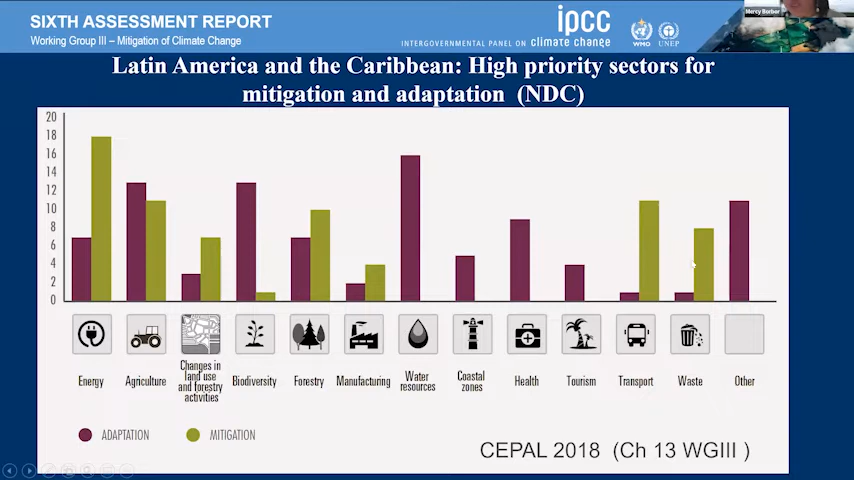 SIXTH ASSESSMENT REPORT
Working Group III – Mitigation of Climate Change
INTERGOVERNMENTAL PANEL ON climate change
ipcc
WMO
UNEP
Mercy Borbor
Latin America and the Caribbean: High priority sectors for
mitigation and adaptation (NDC)
20
18
16
14
12
10
8
6
4
2
0
Energy
Agriculture
Changes in
land use
and forestry
activities
Biodiversity
Forestry
Manufacturing
Water
resources
Coastal
zones
Health
Tourism
Transport
Waste
Other
ADAPTATION
MITIGATION
CEPAL 2018 (Ch 13 WGIII )